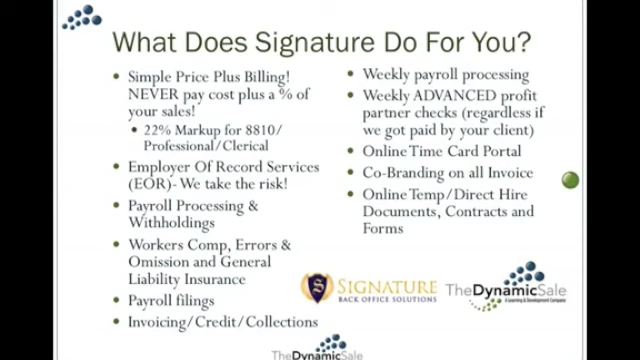 What Does Signature Do For You?
Simple Price Plus Billing!
NEVER pay cost plus a % of
your sales!
22% Markup for 8810/
Professional/Clerical
Employer Of Record Services
(EOR)- We take the risk!
Payroll Processing &
Withholdings
Workers Comp, Errors &
Omission and General
Liability Insurance
Payroll filings
Invoicing/Credit/Collections
Weekly payroll processing
Weekly ADVANCED profit
partner checks (regardless if
we got paid by your client)
Online Time Card Portal
Co-Branding on all Invoice
Online Temp/Direct Hire
Documents, Contracts and
Forms
S
SIGNATURE
BACK OFFICE SOLUTIONS
TheDynamicSale
A Learning & Development Company
TheDynamicSale